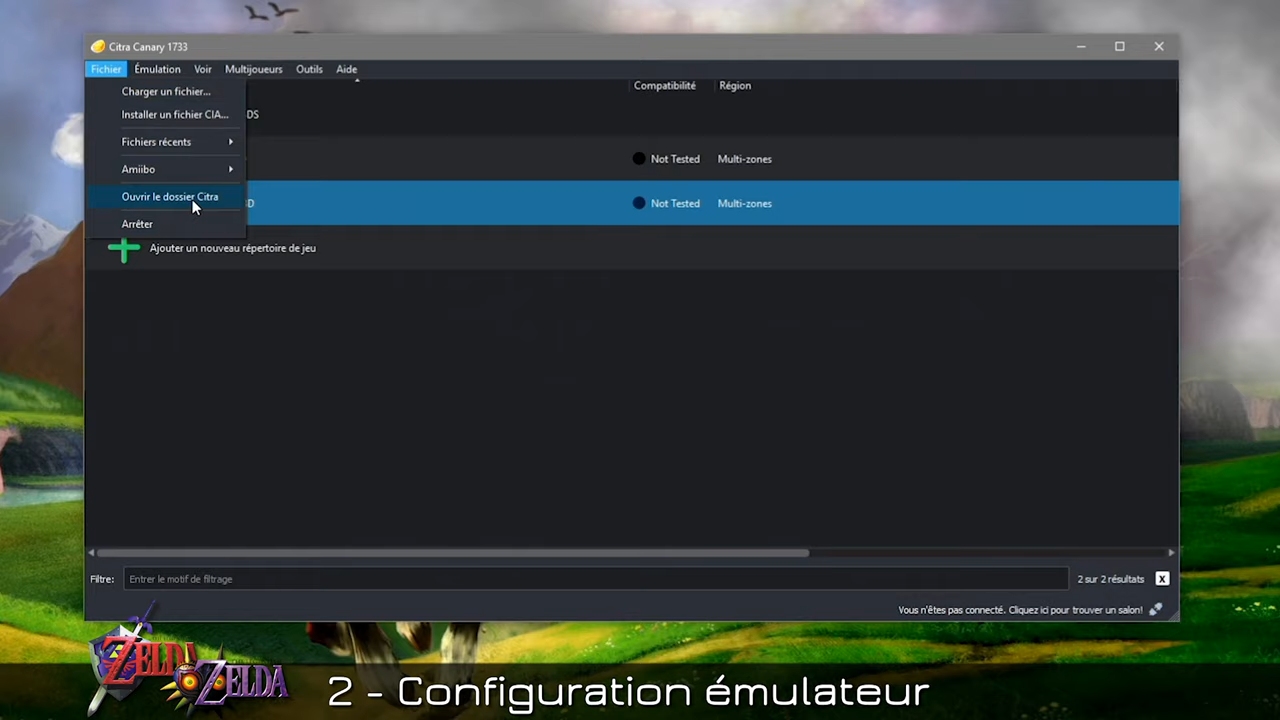 Citra Canary 1733
Fichier Émulation Voir Multijoueurs Outils Aide
Compatibilité Région
Charger un fichier...
Installer un fichier CIA... DS
Fichiers récents
Not Tested Multi-zones
Amiibo
Ouvrir le dossier Citra D
Not Tested Multi-zones
Arrêter
Ajouter un nouveau répertoire de jeu
Filtre: Entrer le motif de filtrage 2 sur 2 résultats X
Vous n'êtes pas connecté. Cliquez ici pour trouver un salon!
ZELDA
ZELDA
2 - Configuration émulateur